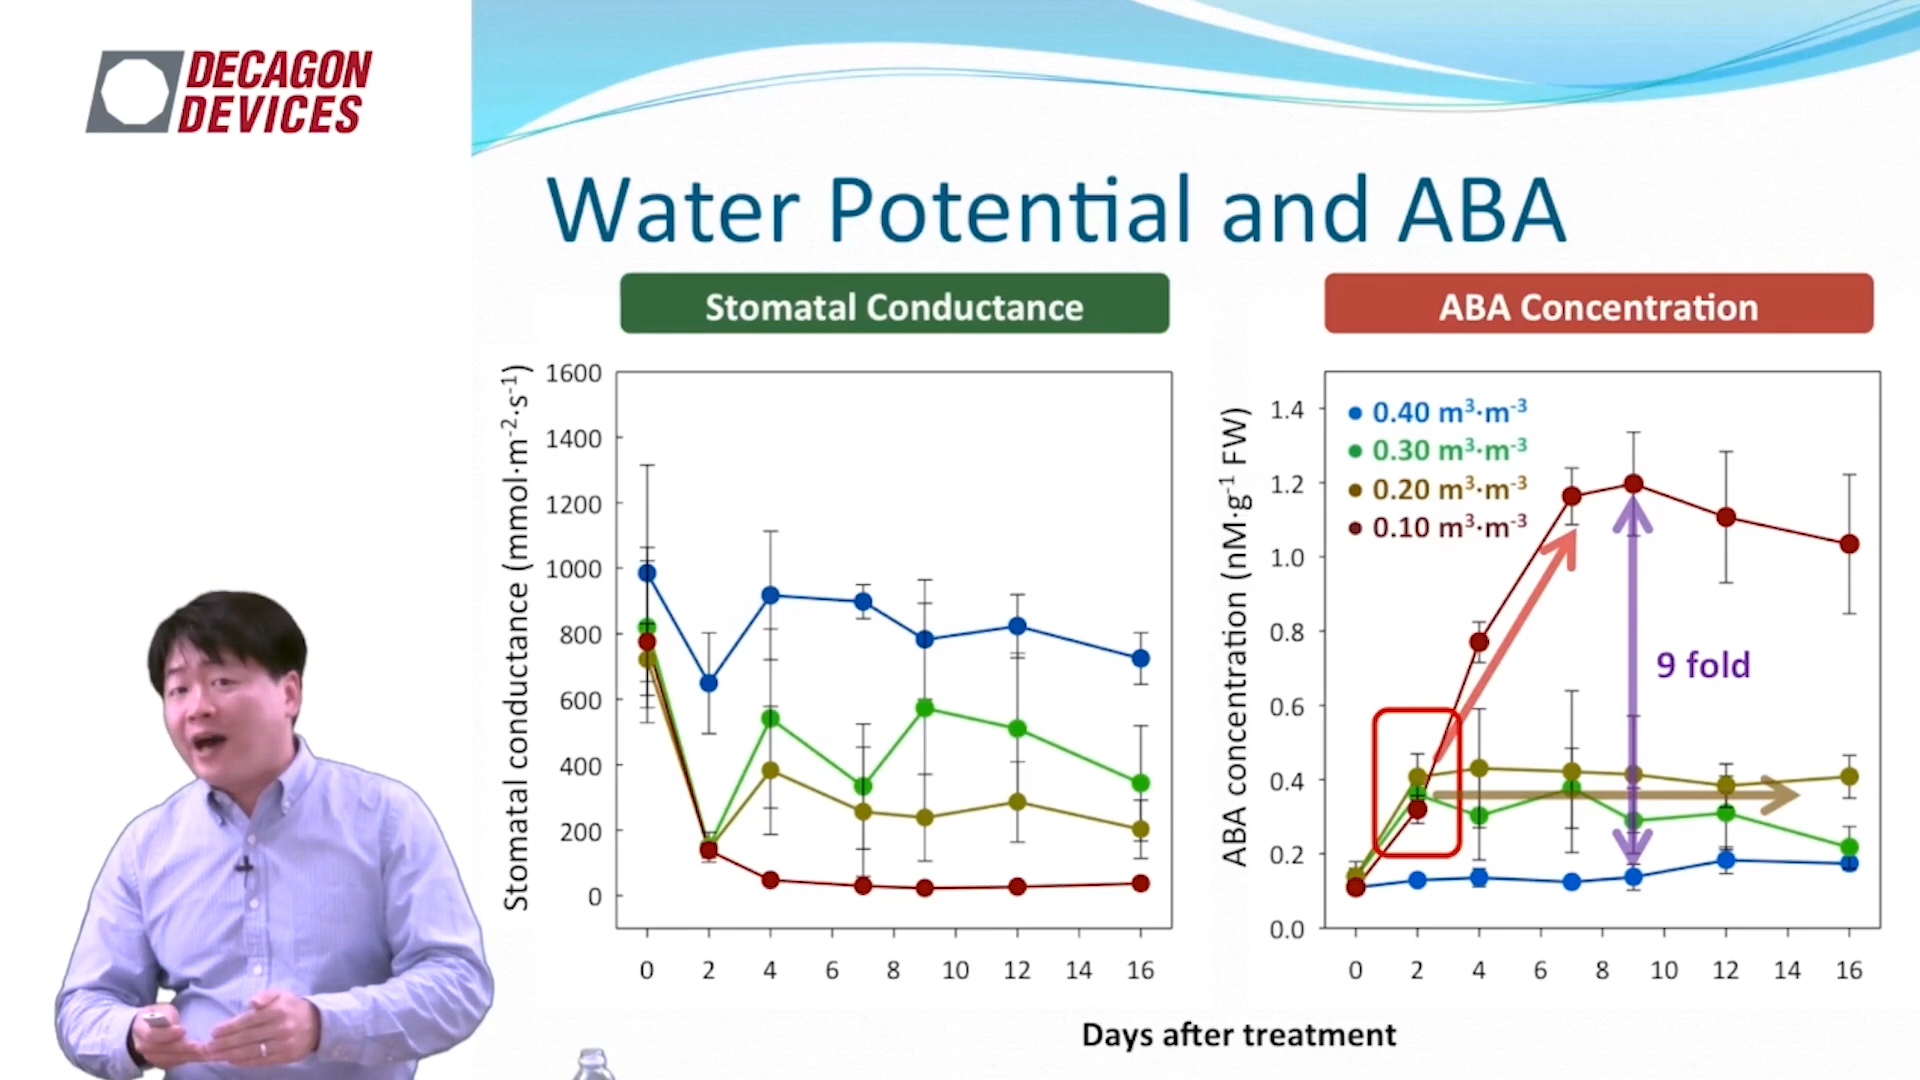 DECAGON
DEVICES
Water Potential and ABA
Stomatal Conductance
ABA Concentration
Stomatal conductance (mmol·m⁻²·s⁻¹)
1600
1400
1200
1000
800
600
400
200
0
0 2 4 6 8 10 12 14 16
ABA concentration (nM·g⁻¹ FW)
1.4
1.2
1.0
0.8
0.6
0.4
0.2
0.0
0.40 m³·m⁻³
0.30 m³·m⁻³
0.20 m³·m⁻³
0.10 m³·m⁻³
9 fold
0 2 4 6 8 10 12 14 16
Days after treatment